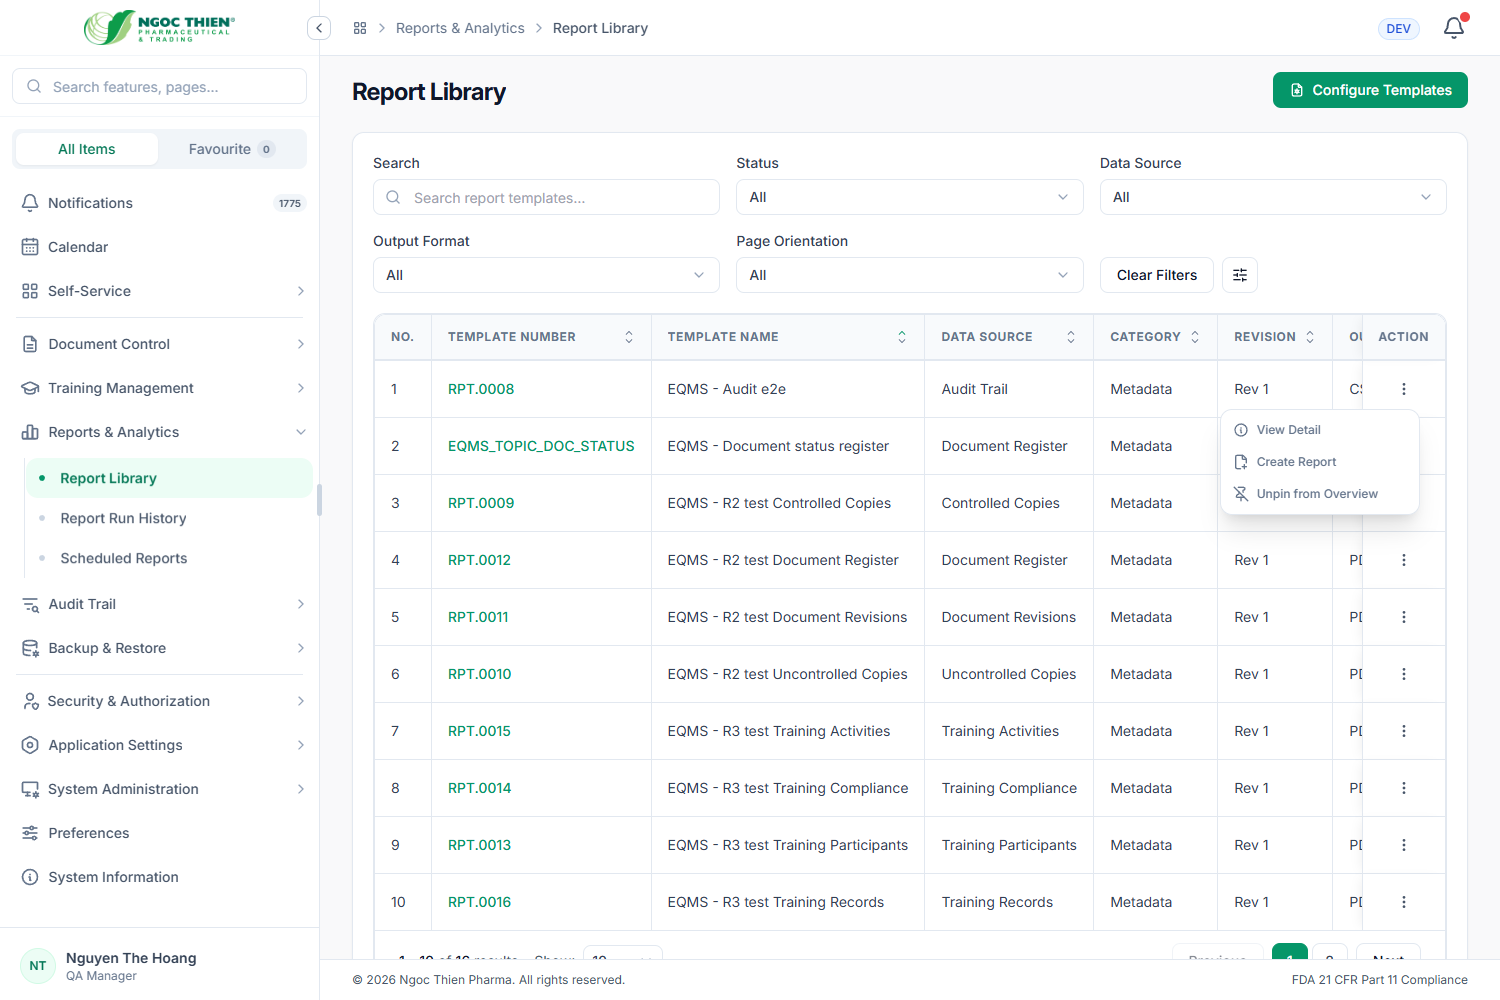 NGOC THIEN®
PHARMACEUTICAL
& TRADING
Search features, pages...
All Items
Favourite 0
Notifications 1775
Calendar
Self-Service
Document Control
Training Management
Reports & Analytics
Report Library
Report Run History
Scheduled Reports
Audit Trail
Backup & Restore
Security & Authorization
Application Settings
System Administration
Preferences
System Information
NT
Nguyen The Hoang
QA Manager
Reports & Analytics Report Library
DEV
Report Library
Configure Templates
Search Status Data Source
Search report templates... All All
Output Format Page Orientation
All All Clear Filters
NO. TEMPLATE NUMBER TEMPLATE NAME DATA SOURCE CATEGORY REVISION ACTION
1 RPT.0008 EQMS - Audit e2e Audit Trail Metadata Rev 1
2 EQMS_TOPIC_DOC_STATUS EQMS - Document status register Document Register Metadata
3 RPT.0009 EQMS - R2 test Controlled Copies Controlled Copies Metadata
View Detail
Create Report
Unpin from Overview
4 RPT.0012 EQMS - R2 test Document Register Document Register Metadata Rev 1
5 RPT.0011 EQMS - R2 test Document Revisions Document Revisions Metadata Rev 1
6 RPT.0010 EQMS - R2 test Uncontrolled Copies Uncontrolled Copies Metadata Rev 1
7 RPT.0015 EQMS - R3 test Training Activities Training Activities Metadata Rev 1
8 RPT.0014 EQMS - R3 test Training Compliance Training Compliance Metadata Rev 1
9 RPT.0013 EQMS - R3 test Training Participants Training Participants Metadata Rev 1
10 RPT.0016 EQMS - R3 test Training Records Training Records Metadata Rev 1
© 2026 Ngoc Thien Pharma. All rights reserved.
FDA 21 CFR Part 11 Compliance